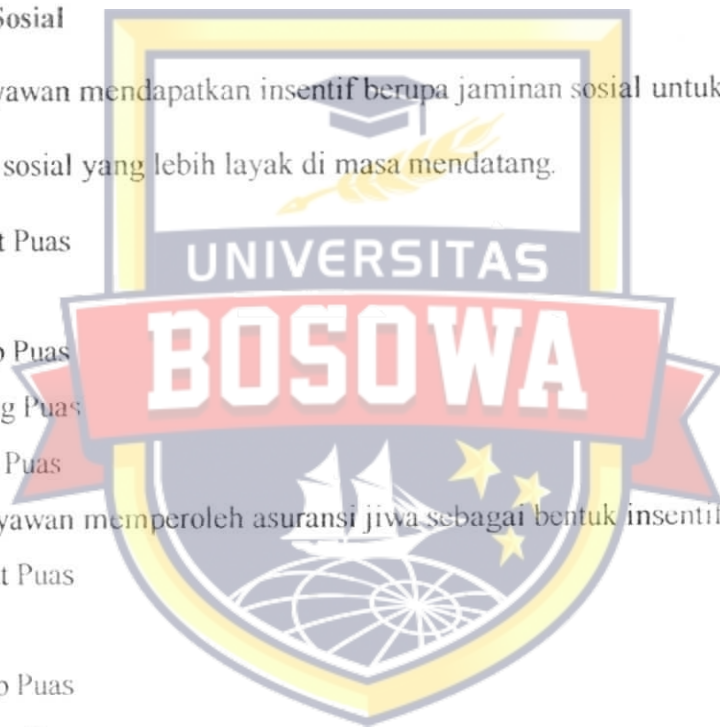 Sosial
yawan mendapatkan insentif berupa jaminan sosial untuk
sosial yang lebih layak di masa mendatang.
t Puas
UNIVERSITAS
p Puas
BOSOWA
g Puas
Puas
yawan memperoleh asuransi jiwa sebagai bentuk insentif
t Puas
p Puas